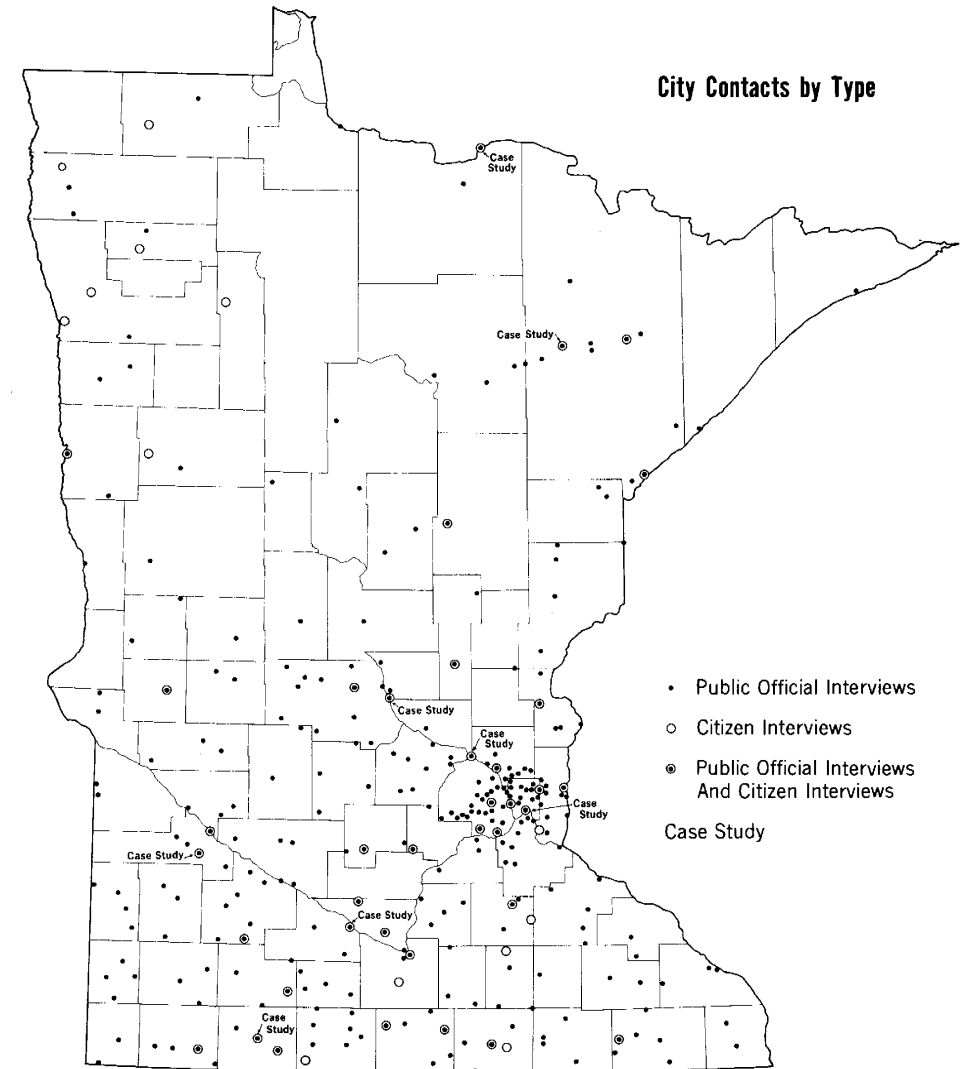 City Contacts by Type
Case
Study
Case Study
Case Study
Case
Study
Case
Study
Case Study
Case Study
Case
Study
Public Official Interviews
Citizen Interviews
Public Official Interviews
And Citizen Interviews
Case Study